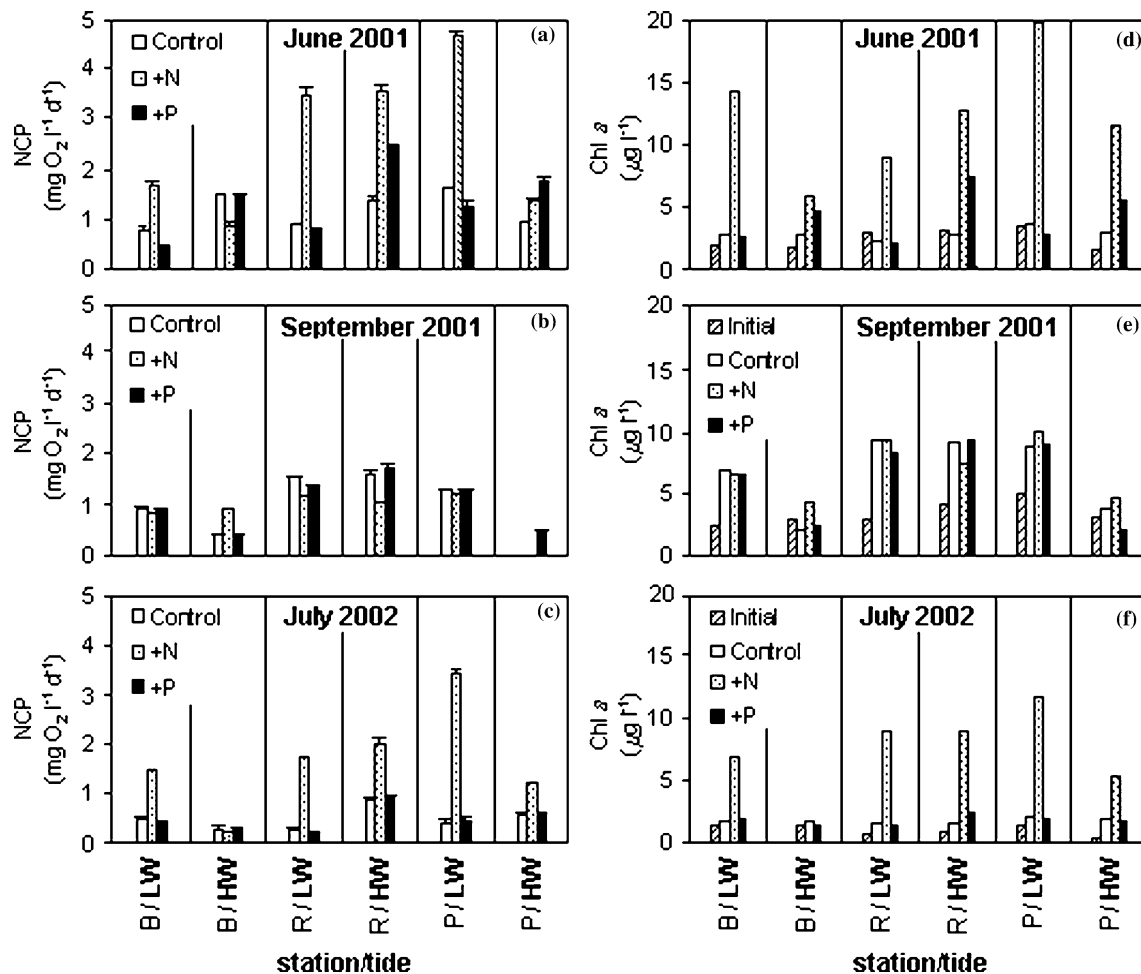 June 2001
(a)
Control
+N
+P
NCP
(mg O₂ l⁻¹ d⁻¹)
5
4
3
2
1
0
June 2001
(d)
Chl a
(µg l⁻¹)
20
15
10
5
0
September 2001
(b)
Control
+N
+P
NCP
(mg O₂ l⁻¹ d⁻¹)
5
4
3
2
1
0
September 2001
(e)
Initial
Control
+N
+P
Chl a
(µg l⁻¹)
20
15
10
5
0
July 2002
(c)
Control
+N
+P
NCP
(mg O₂ l⁻¹ d⁻¹)
5
4
3
2
1
0
B / LW
B / HW
R / LW
R / HW
P / LW
P / HW
station/tide
July 2002
(f)
Initial
Control
+N
+P
Chl a
(µg l⁻¹)
20
15
10
5
0
B / LW
B / HW
R / LW
R / HW
P / LW
P / HW
station/tide